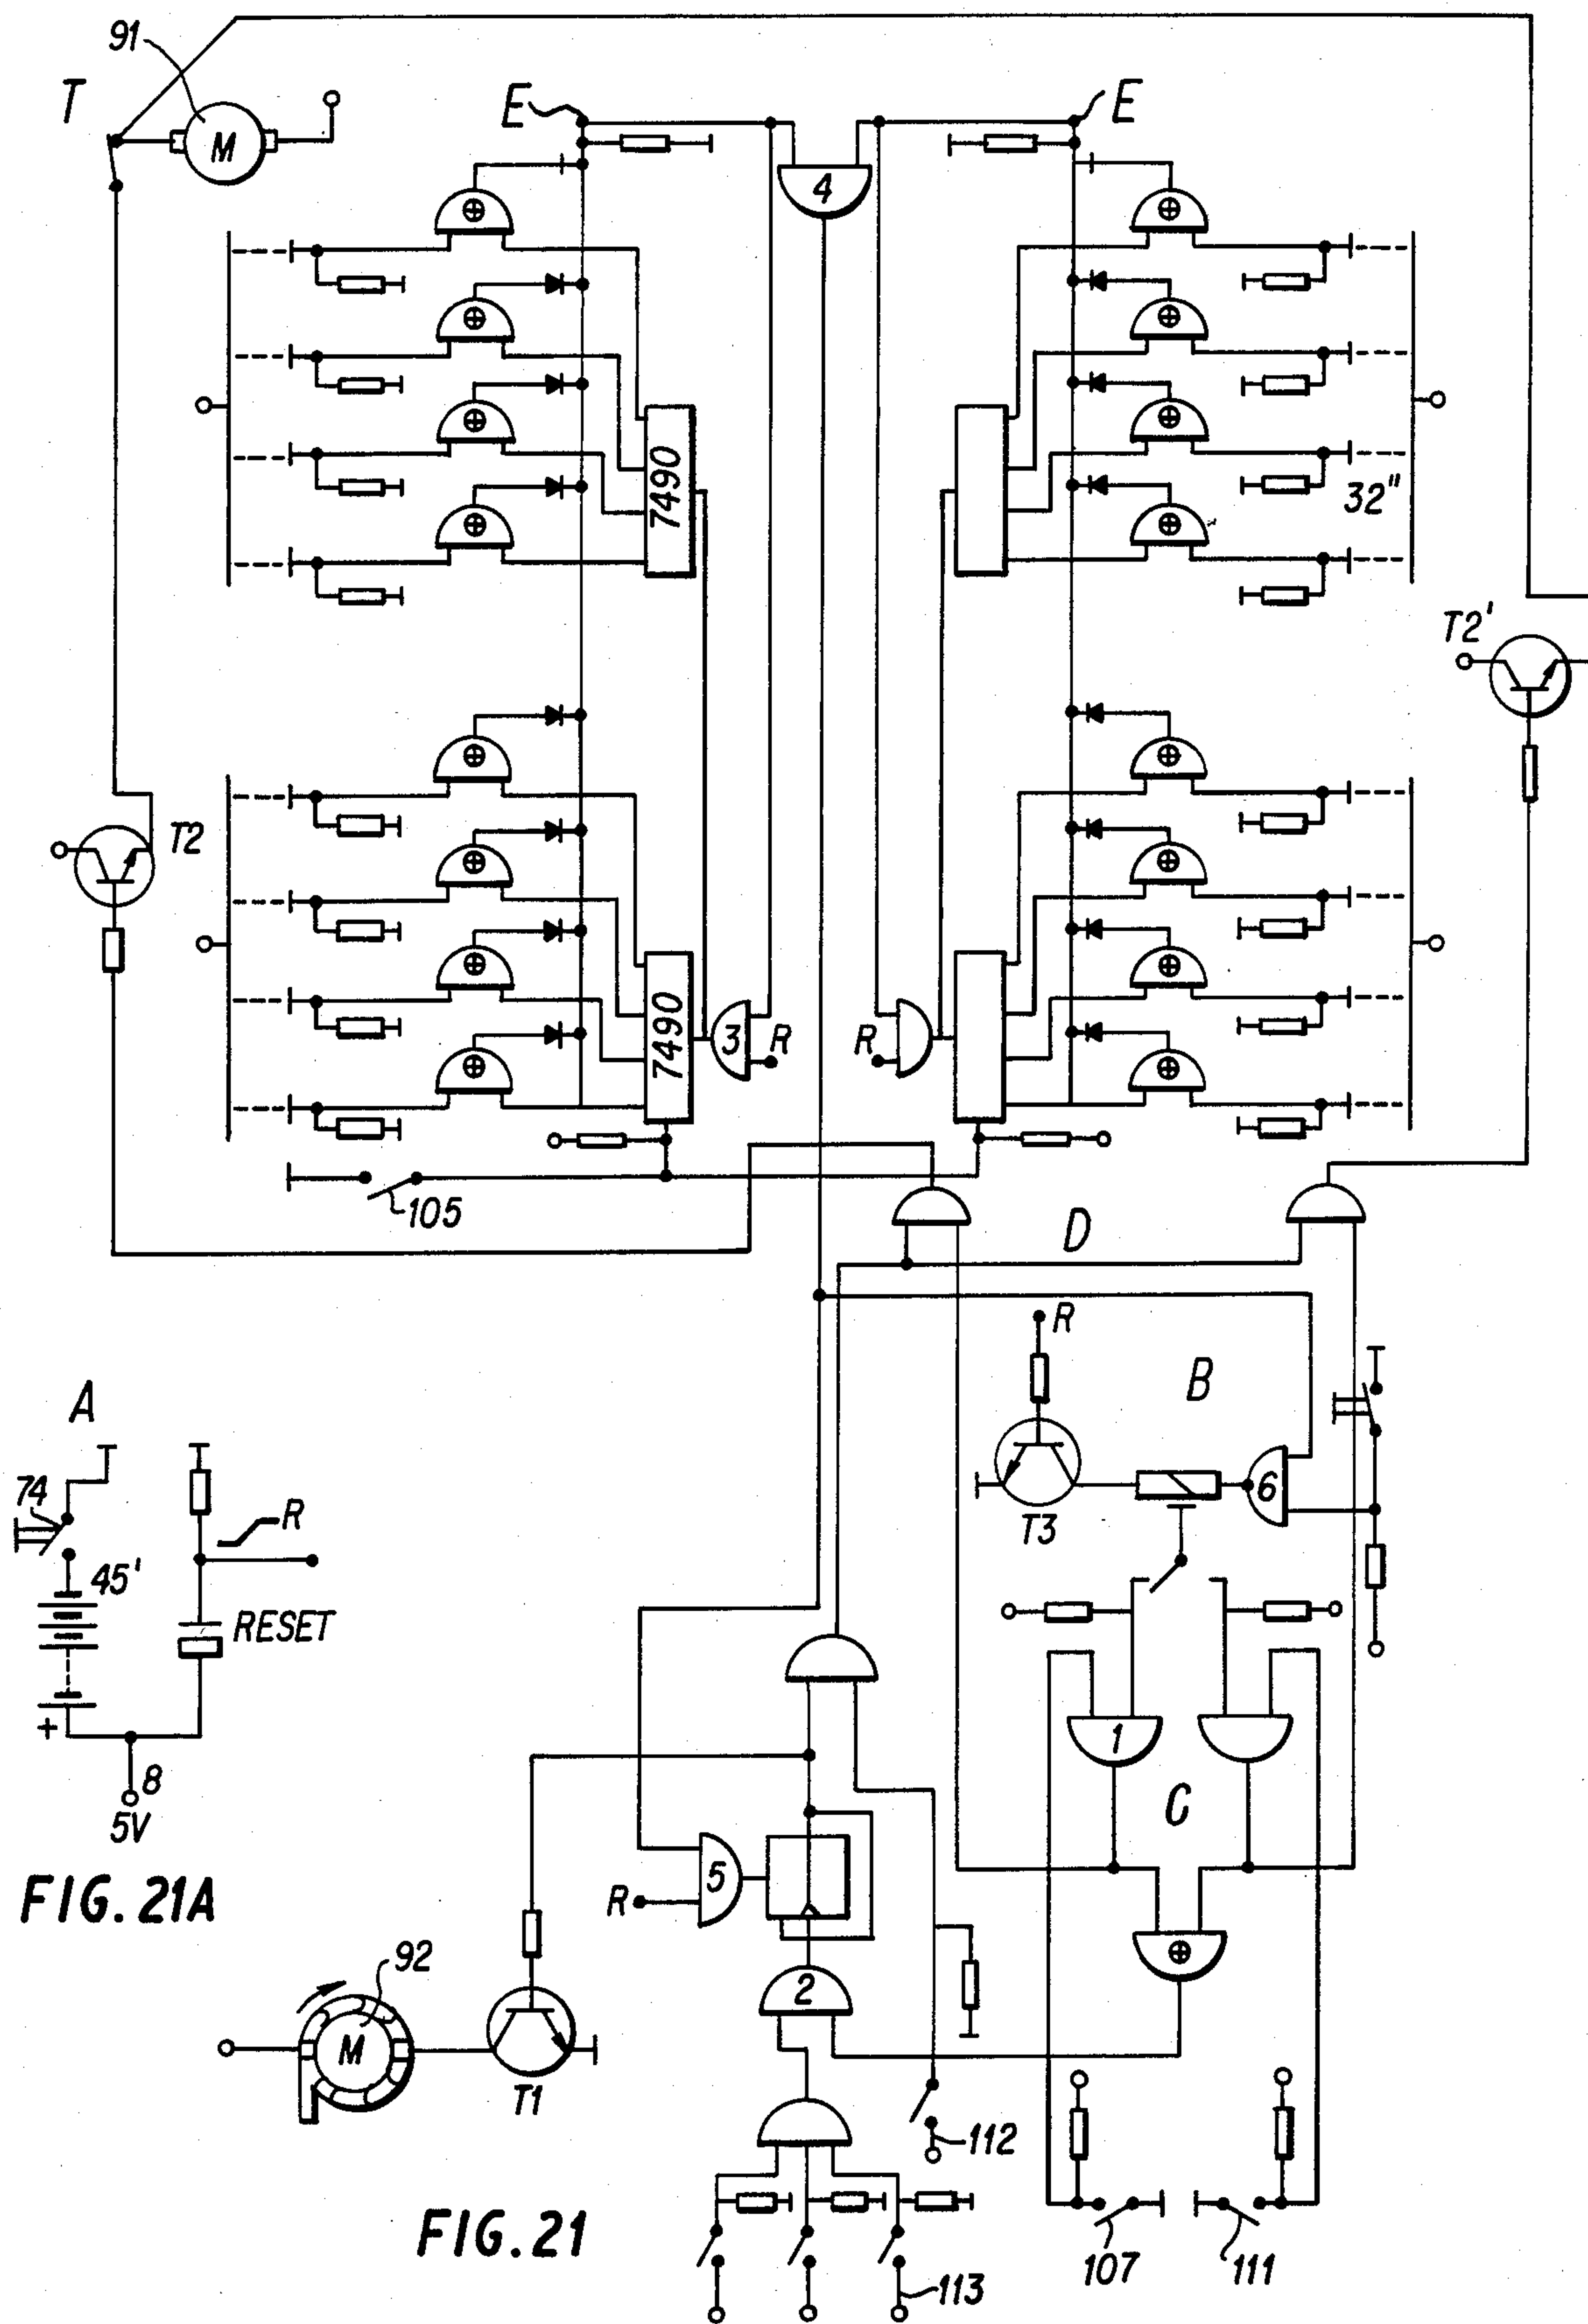 91
T
M
E
E
4
7490
32"
T2'
T2
7490
3
R
R
105
D
R
B
A
74
R
45'
T3
6
RESET
+
8
5V
1
C
5
R
FIG. 21A
92
2
M
T1
112
FIG. 21
107
111
113